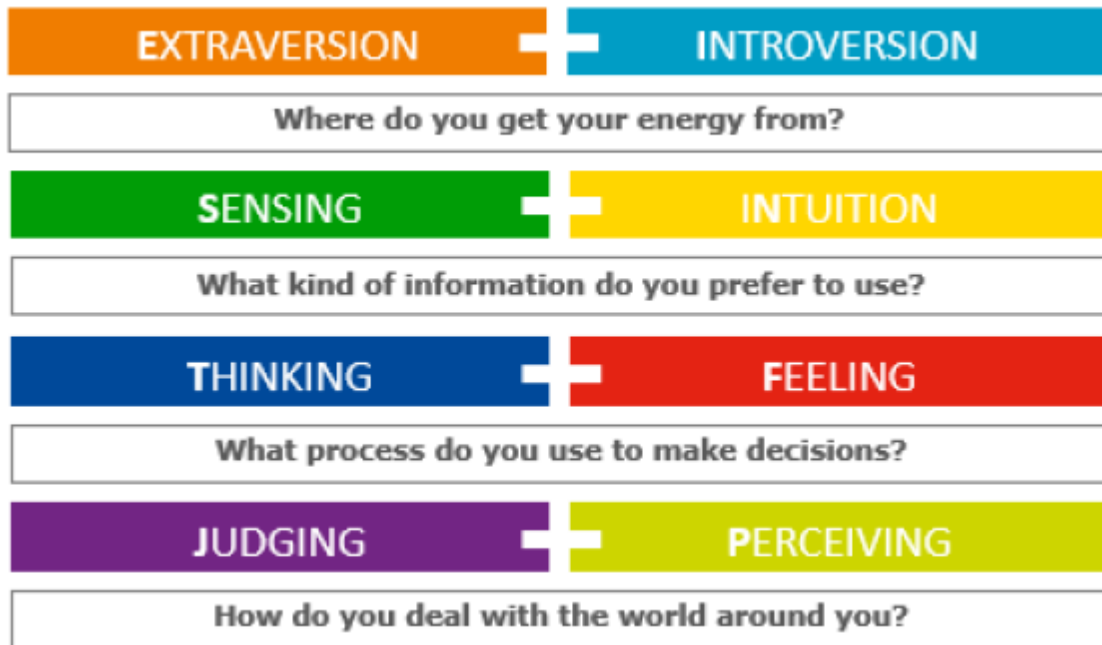 EXTRAVERSION INTROVERSION
Where do you get your energy from?
SENSING INTUITION
What kind of information do you prefer to use?
THINKING FEELING
What process do you use to make decisions?
JUDGING PERCEIVING
How do you deal with the world around you?